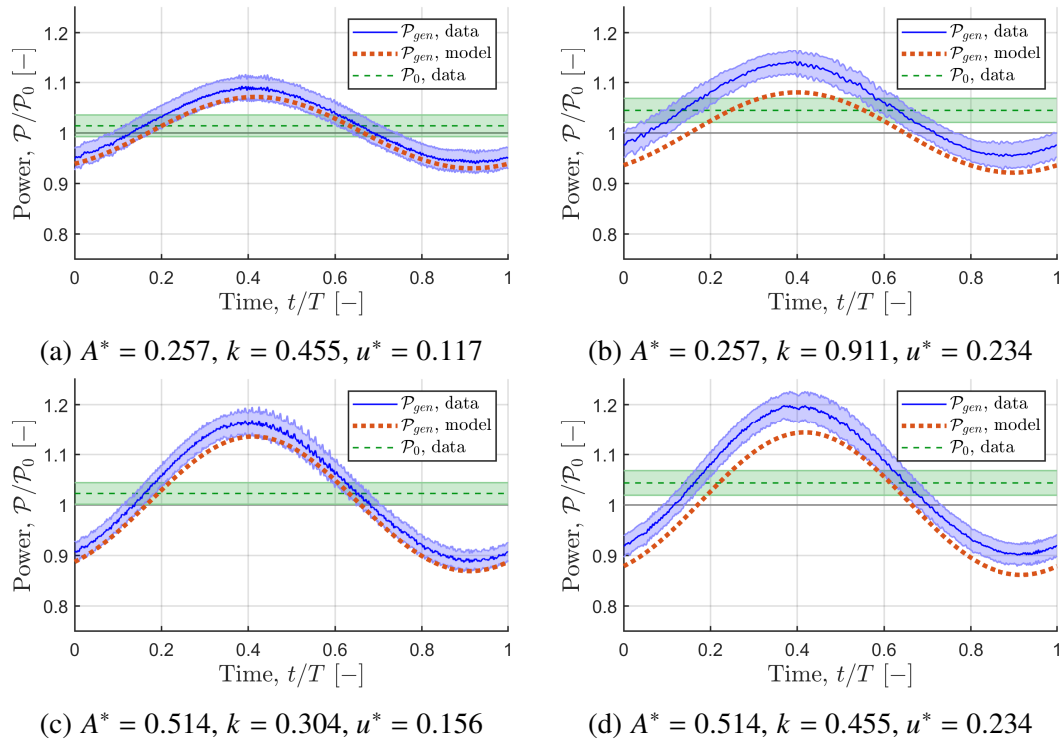 1.2
1.1
1
0.9
0.8
Power, 𝒫/𝒫₀ [−]
𝒫gen, data
𝒫gen, model
𝒫₀, data
0 0.2 0.4 0.6 0.8 1
Time, t/T [−]
(a) A* = 0.257, k = 0.455, u* = 0.117
1.2
1.1
1
0.9
0.8
Power, 𝒫/𝒫₀ [−]
𝒫gen, data
𝒫gen, model
𝒫₀, data
0 0.2 0.4 0.6 0.8 1
Time, t/T [−]
(b) A* = 0.257, k = 0.911, u* = 0.234
1.2
1.1
1
0.9
0.8
Power, 𝒫/𝒫₀ [−]
𝒫gen, data
𝒫gen, model
𝒫₀, data
0 0.2 0.4 0.6 0.8 1
Time, t/T [−]
(c) A* = 0.514, k = 0.304, u* = 0.156
1.2
1.1
1
0.9
0.8
Power, 𝒫/𝒫₀ [−]
𝒫gen, data
𝒫gen, model
𝒫₀, data
0 0.2 0.4 0.6 0.8 1
Time, t/T [−]
(d) A* = 0.514, k = 0.455, u* = 0.234